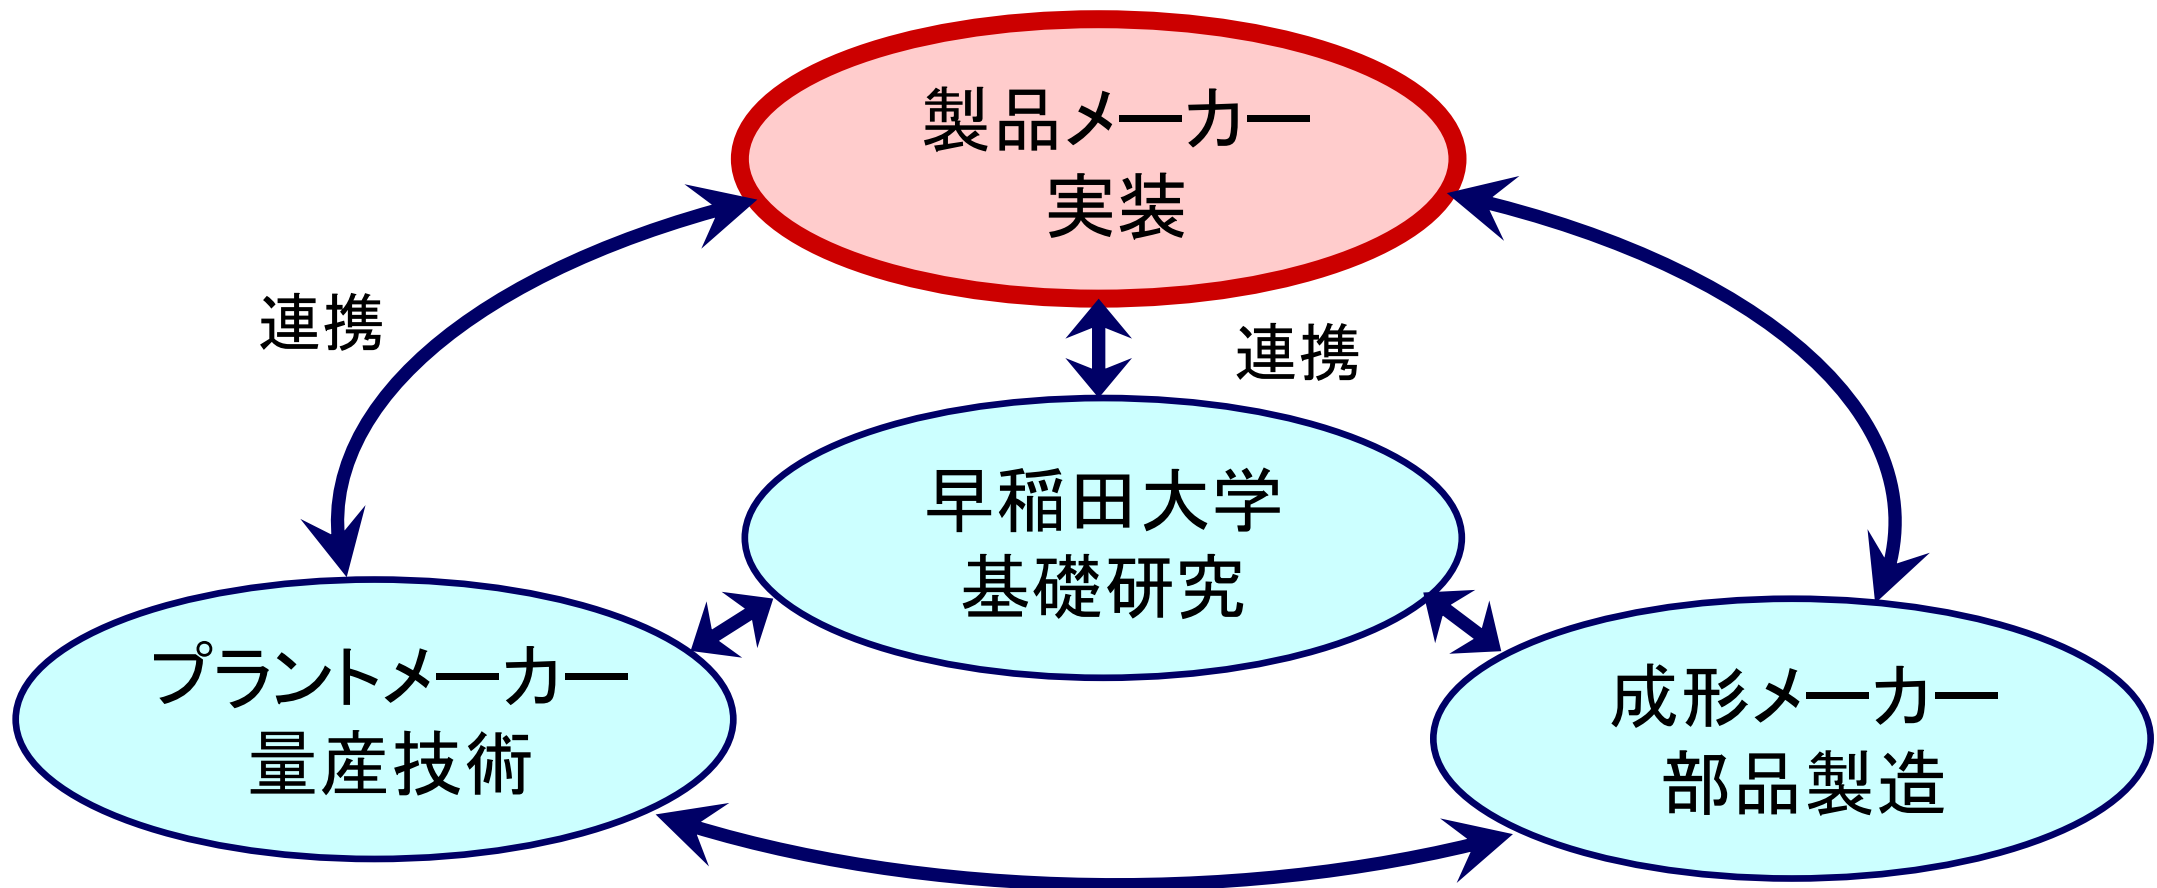 製品メーカー
実装
連携
連携
早稲田大学
基礎研究
プラントメーカー
量産技術
成形メーカー
部品製造